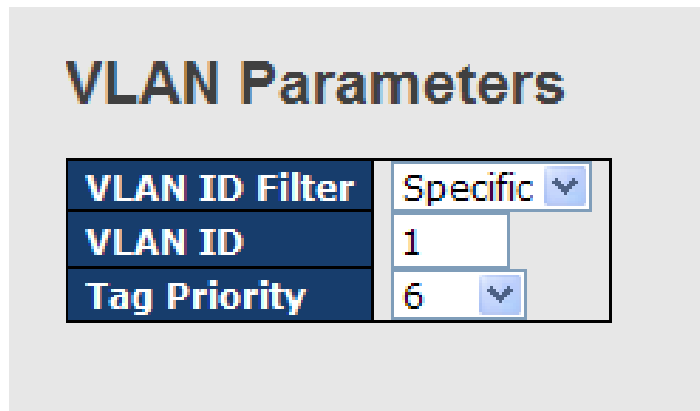 VLAN Parameters
VLAN ID Filter Specific
VLAN ID 1
Tag Priority 6